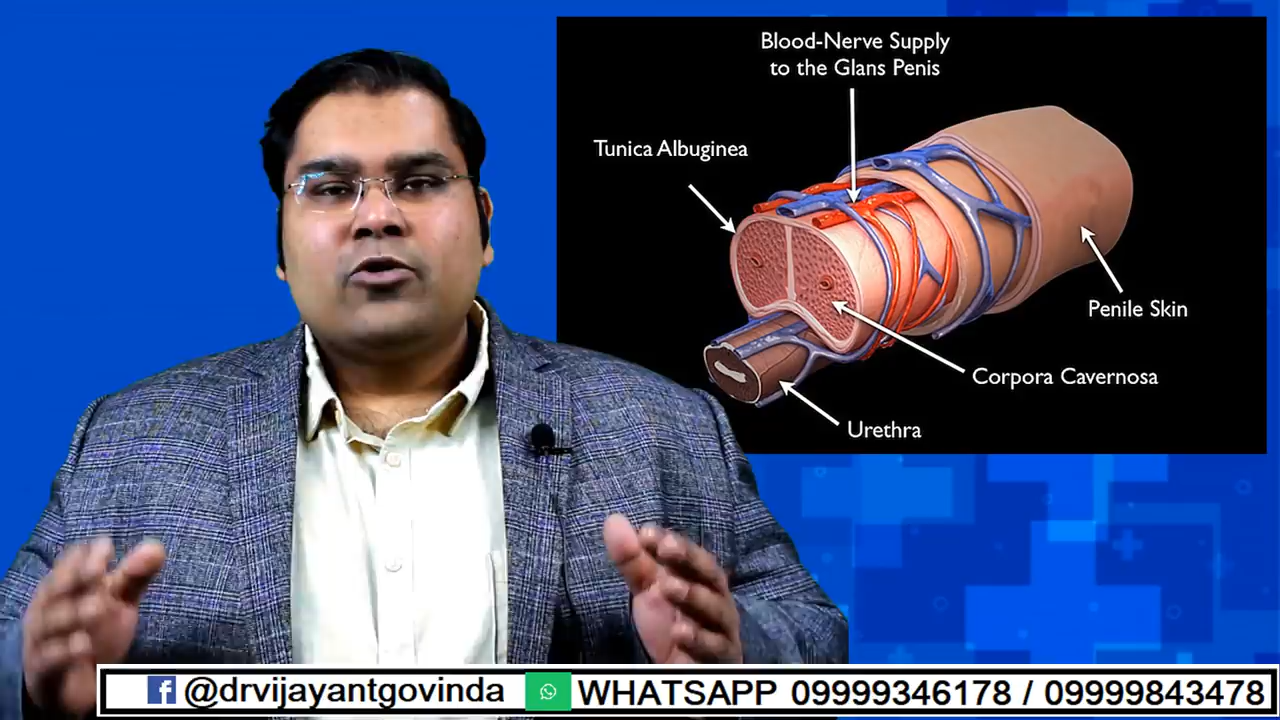 Blood-Nerve Supply
to the Glans Penis
Tunica Albuginea
Penile Skin
Corpora Cavernosa
Urethra
@drvijayantgovinda WHATSAPP 09999346178 / 09999843478